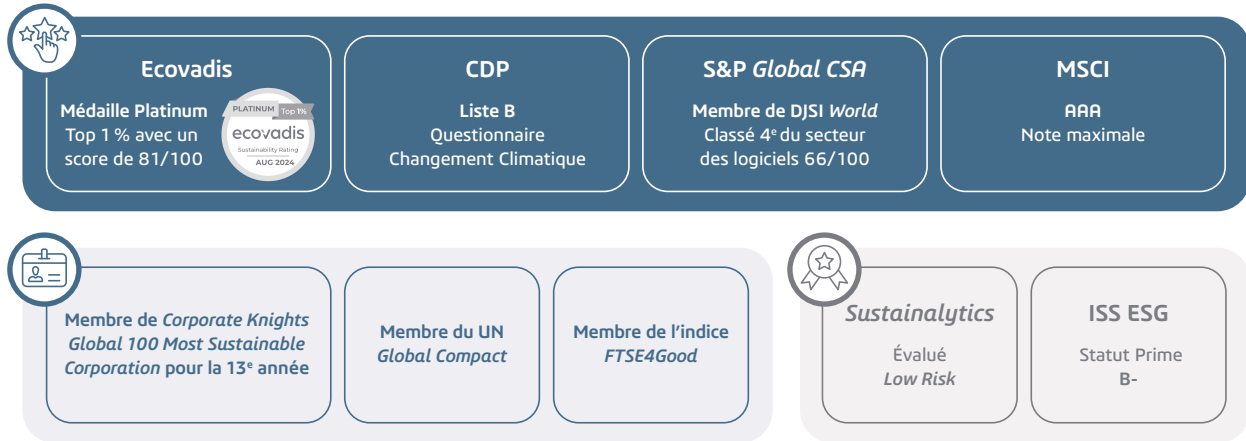 Ecovadis
Médaille Platinum
Top 1 % avec un
score de 81/100
PLATINUM Top 1%
ecovadis
Sustainability Rating
AUG 2024
CDP
Liste B
Questionnaire
Changement Climatique
S&P Global CSA
Membre de DJSI World
Classé 4e du secteur
des logiciels 66/100
MSCI
AAA
Note maximale
Membre de Corporate Knights
Global 100 Most Sustainable
Corporation pour la 13e année
Membre du UN
Global Compact
Membre de l'indice
FTSE4Good
Sustainalytics
Évalué
Low Risk
ISS ESG
Statut Prime
B-